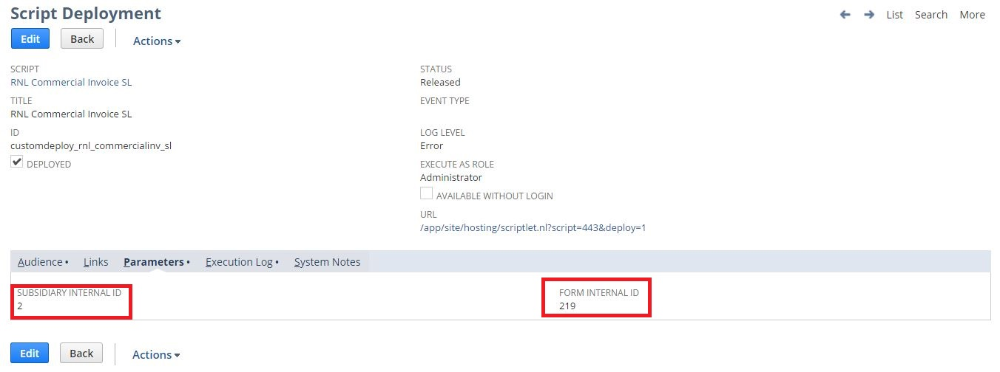 Script Deployment
List Search More
Edit Back Actions
SCRIPT
RNL Commercial Invoice SL
TITLE
RNL Commercial Invoice SL
ID
customdeploy_rnl_commercialinv_sl
DEPLOYED
STATUS
Released
EVENT TYPE
LOG LEVEL
Error
EXECUTE AS ROLE
Administrator
AVAILABLE WITHOUT LOGIN
URL
/app/site/hosting/scriptlet.nl?script=443&deploy=1
Audience • Links Parameters • Execution Log • System Notes
SUBSIDIARY INTERNAL ID
2
FORM INTERNAL ID
219
Edit Back Actions